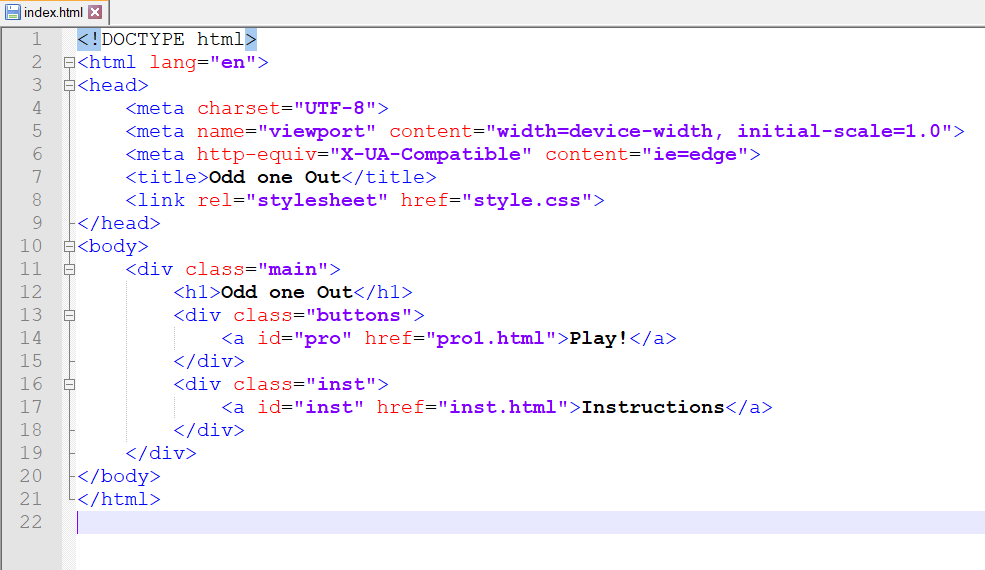 index.html
1 <!DOCTYPE html>
2 <html lang="en">
3 <head>
4     <meta charset="UTF-8">
5     <meta name="viewport" content="width=device-width, initial-scale=1.0">
6     <meta http-equiv="X-UA-Compatible" content="ie=edge">
7     <title>Odd one Out</title>
8     <link rel="stylesheet" href="style.css">
9 </head>
10 <body>
11     <div class="main">
12         <h1>Odd one Out</h1>
13         <div class="buttons">
14             <a id="pro" href="pro1.html">Play!</a>
15         </div>
16         <div class="inst">
17             <a id="inst" href="inst.html">Instructions</a>
18         </div>
19     </div>
20 </body>
21 </html>
22